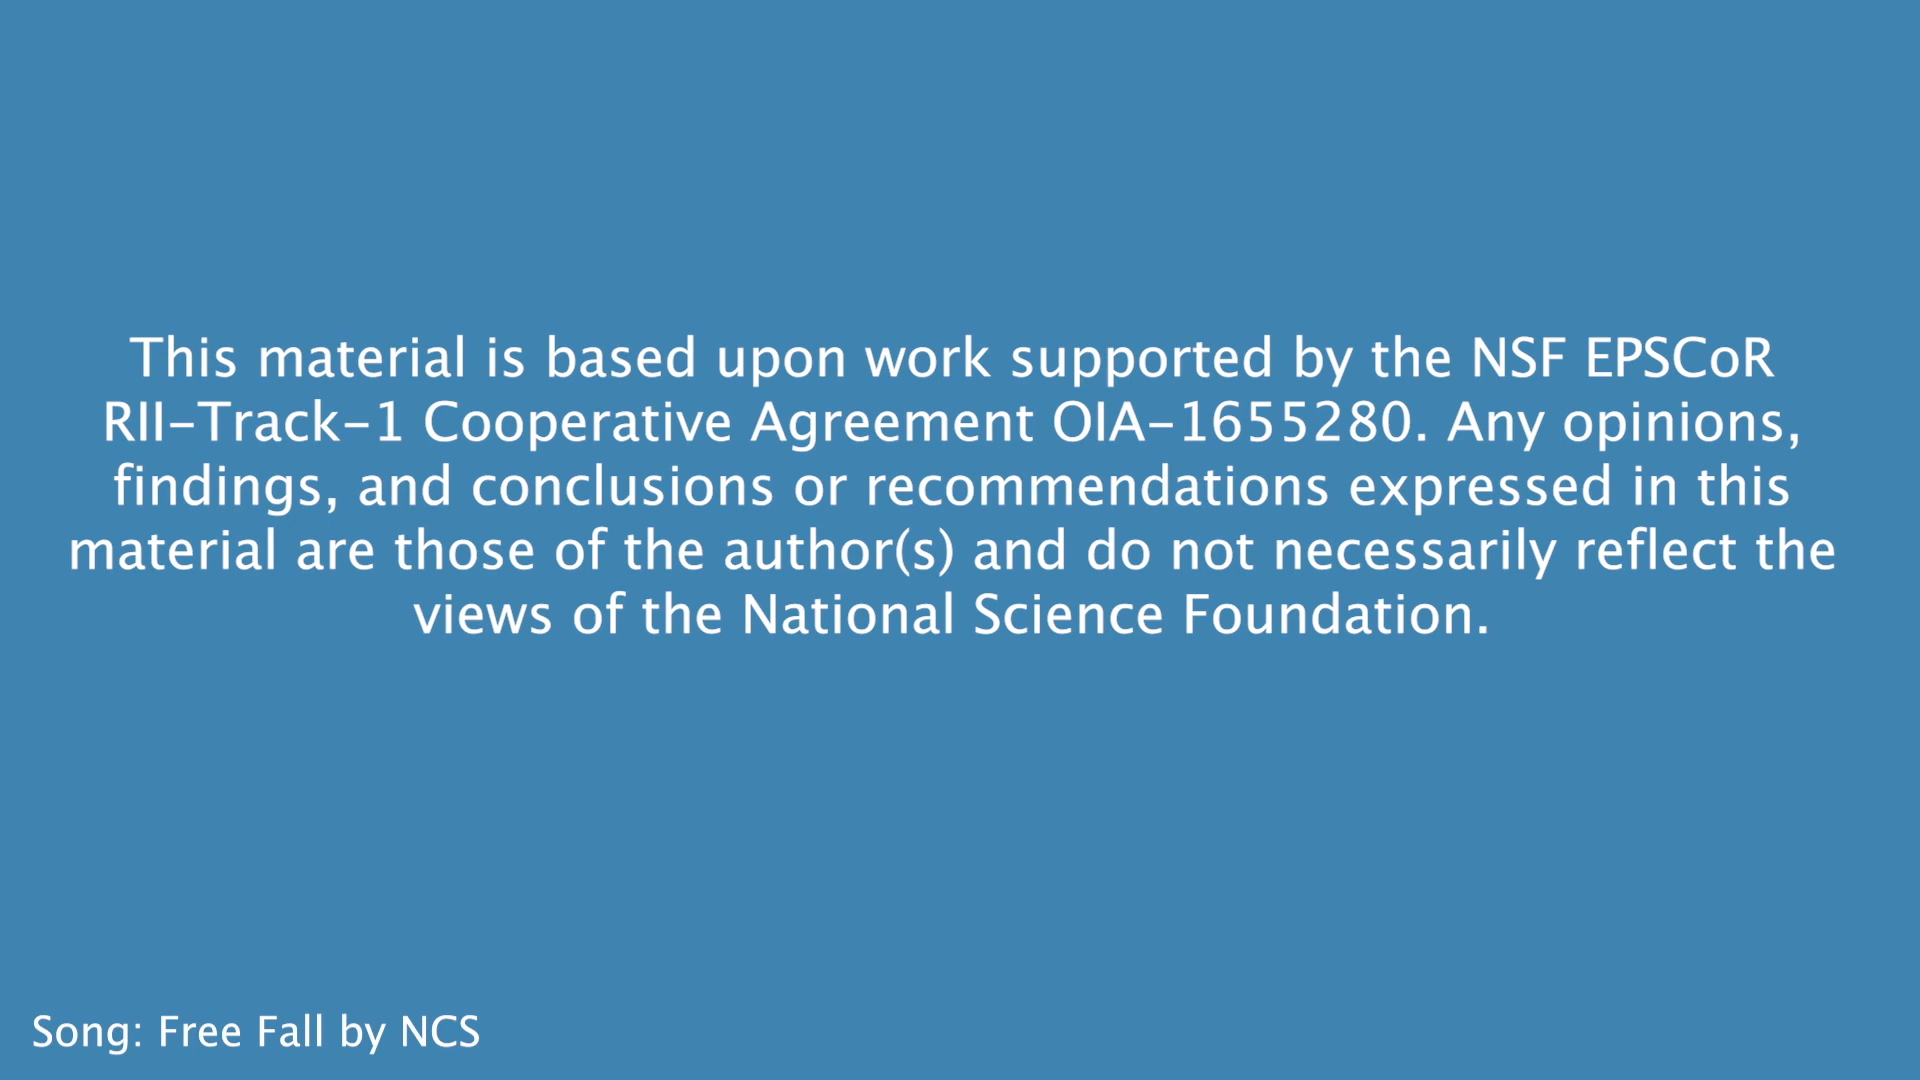 This material is based upon work supported by the NSF EPSCoR
RII-Track-1 Cooperative Agreement OIA-1655280. Any opinions,
findings, and conclusions or recommendations expressed in this
material are those of the author(s) and do not necessarily reflect the
views of the National Science Foundation.
Song: Free Fall by NCS